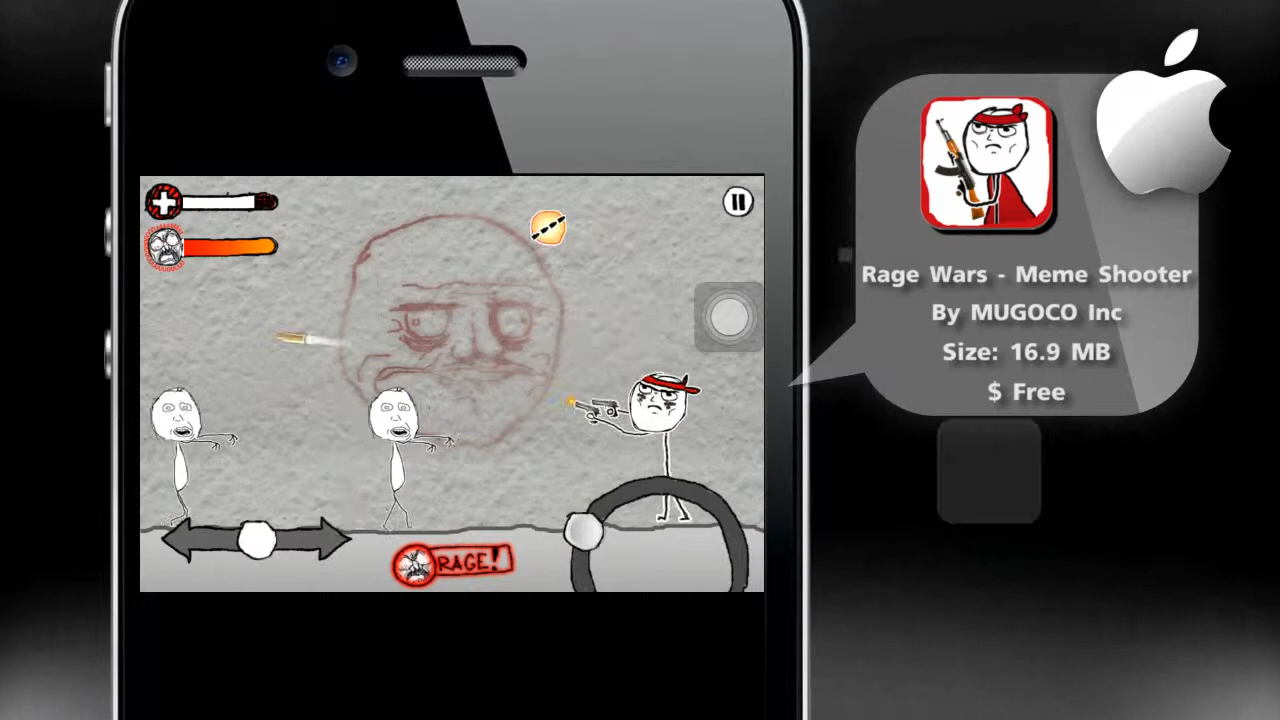 Rage Wars - Meme Shooter
By MUGOCO Inc
Size: 16.9 MB
$ Free
RAGE!